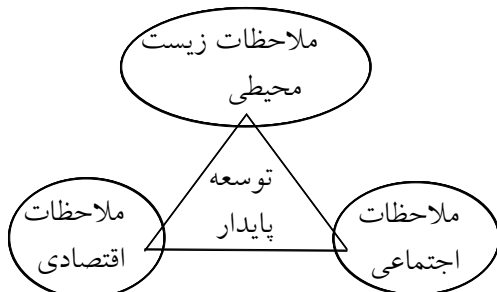 ملاحظات زیست
محیطی
توسعه
پایدار
ملاحظات
اجتماعی
ملاحظات
اقتصادی